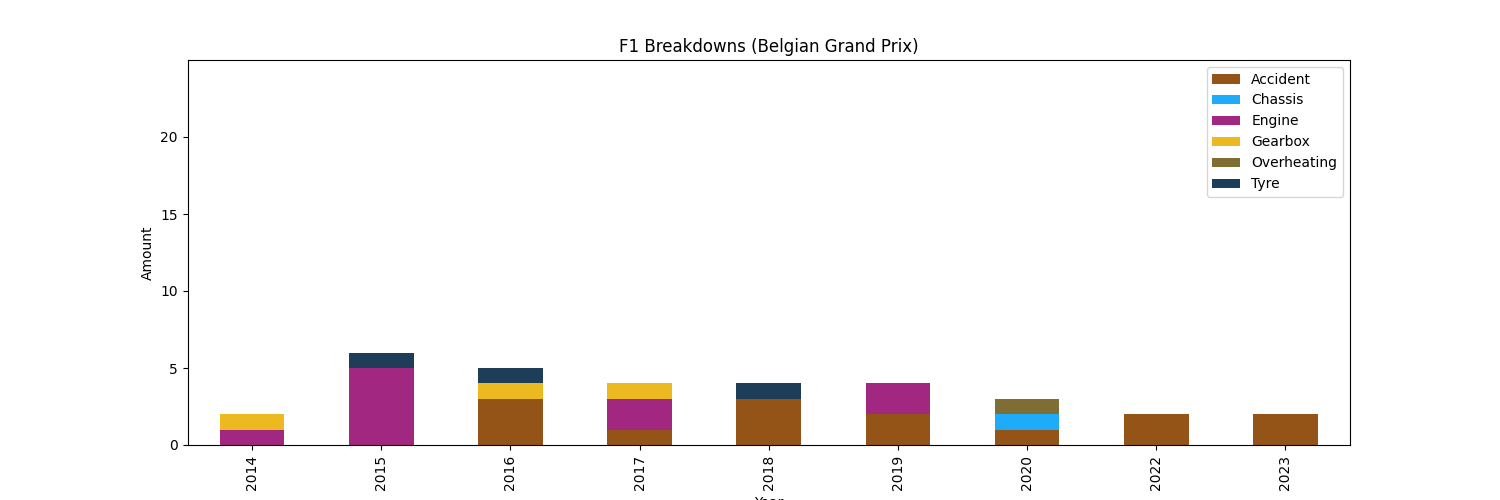 F1 Breakdowns (Belgian Grand Prix)
Accident
Chassis
Engine
Gearbox
Overheating
Tyre
Amount
20
15
10
5
0
2014
2015
2016
2017
2018
2019
2020
2022
2023
Year